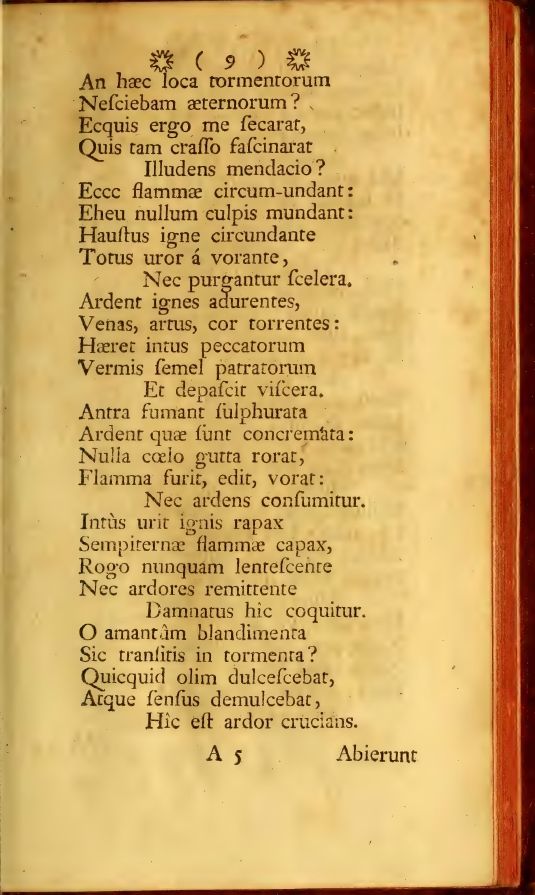 ( 9 )
An hæc loca tormentorum
Neſciebam æternorum?
Ecquis ergo me ſecarat,
Quis tam craſſo faſcinarat
Illudens mendacio?
Ecce flammæ circum-undant:
Eheu nullum culpis mundant:
Hauſtus igne circundante
Totus uror á vorante,
Nec purgantur ſcelera.
Ardent ignes adurentes,
Venas, artus, cor torrentes:
Hæret intus peccatorum
Vermis ſemel patratorum
Et depaſcit viſcera.
Antra fumant ſulphurata
Ardent quæ ſunt concremata:
Nulla cœlo gutta rorat,
Flamma furit, edit, vorat:
Nec ardens conſumitur.
Intùs urit ignis rapax
Sempiternæ flammæ capax,
Rogo nunquam lenteſcente
Nec ardores remittente
Damnatus hîc coquitur.
O amantûm blandimenta
Sic tranſitis in tormenta?
Quicquid olim dulceſcebat,
Atque ſenſus demulcebat,
Hîc eſt ardor crucians.
A 5 Abierunt